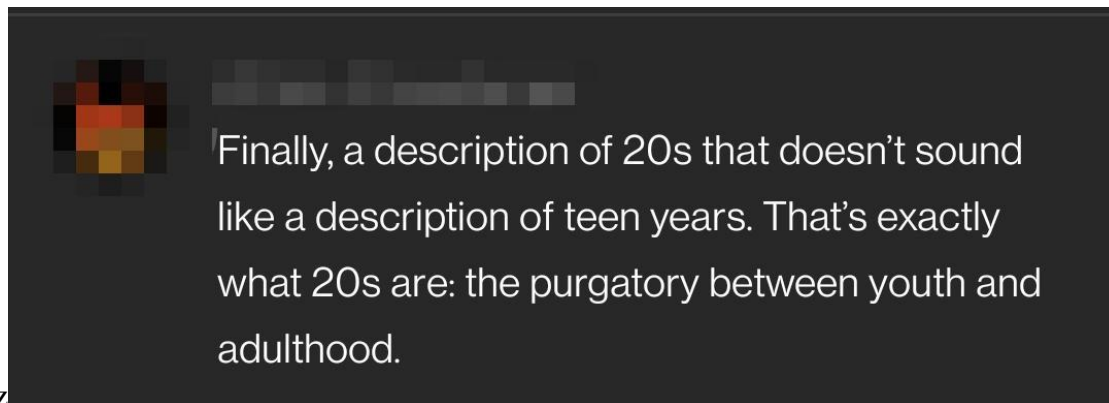 Finally, a description of 20s that doesn’t sound
like a description of teen years. That’s exactly
what 20s are: the purgatory between youth and
adulthood.